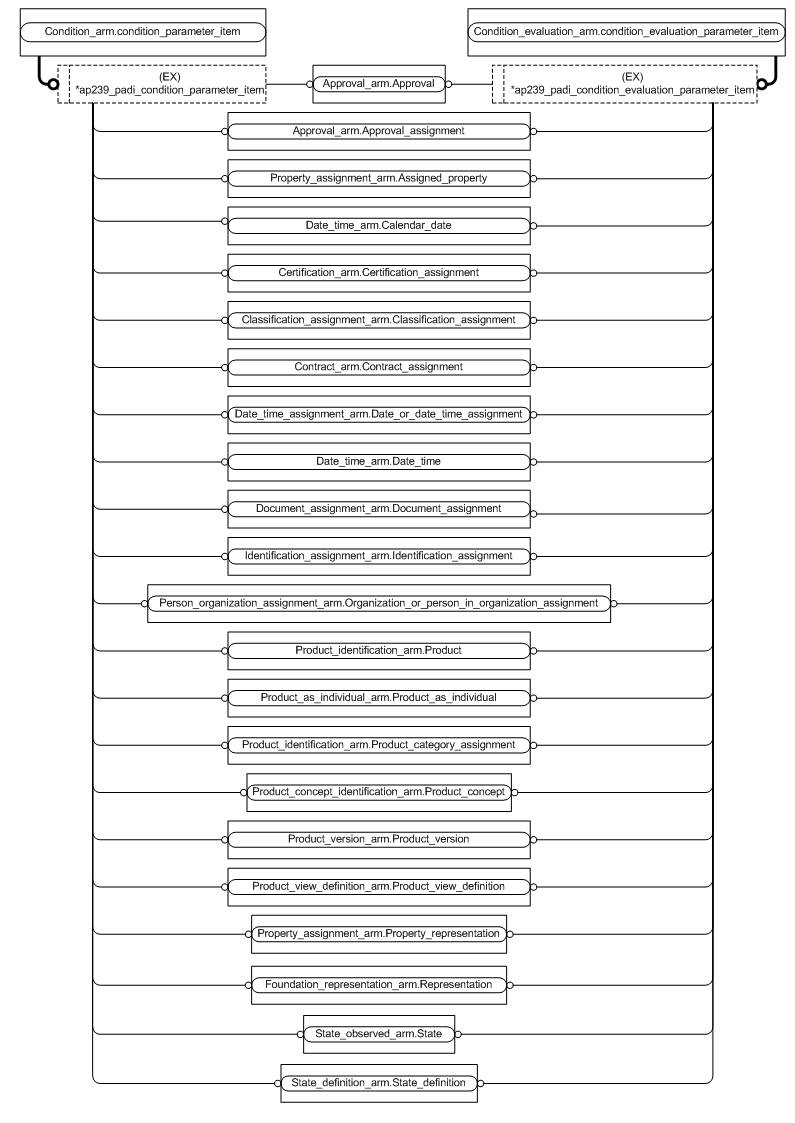 Condition_arm.condition_parameter_item
Condition_evaluation_arm.condition_evaluation_parameter_item
(EX)
*ap239_padi_condition_parameter_item
Approval_arm.Approval
(EX)
*ap239_padi_condition_evaluation_parameter_item
Approval_arm.Approval_assignment
Property_assignment_arm.Assigned_property
Date_time_arm.Calendar_date
Certification_arm.Certification_assignment
Classification_assignment_arm.Classification_assignment
Contract_arm.Contract_assignment
Date_time_assignment_arm.Date_or_date_time_assignment
Date_time_arm.Date_time
Document_assignment_arm.Document_assignment
Identification_assignment_arm.Identification_assignment
Person_organization_assignment_arm.Organization_or_person_in_organization_assignment
Product_identification_arm.Product
Product_as_individual_arm.Product_as_individual
Product_identification_arm.Product_category_assignment
Product_concept_identification_arm.Product_concept
Product_version_arm.Product_version
Product_view_definition_arm.Product_view_definition
Property_assignment_arm.Property_representation
Foundation_representation_arm.Representation
State_observed_arm.State
State_definition_arm.State_definition